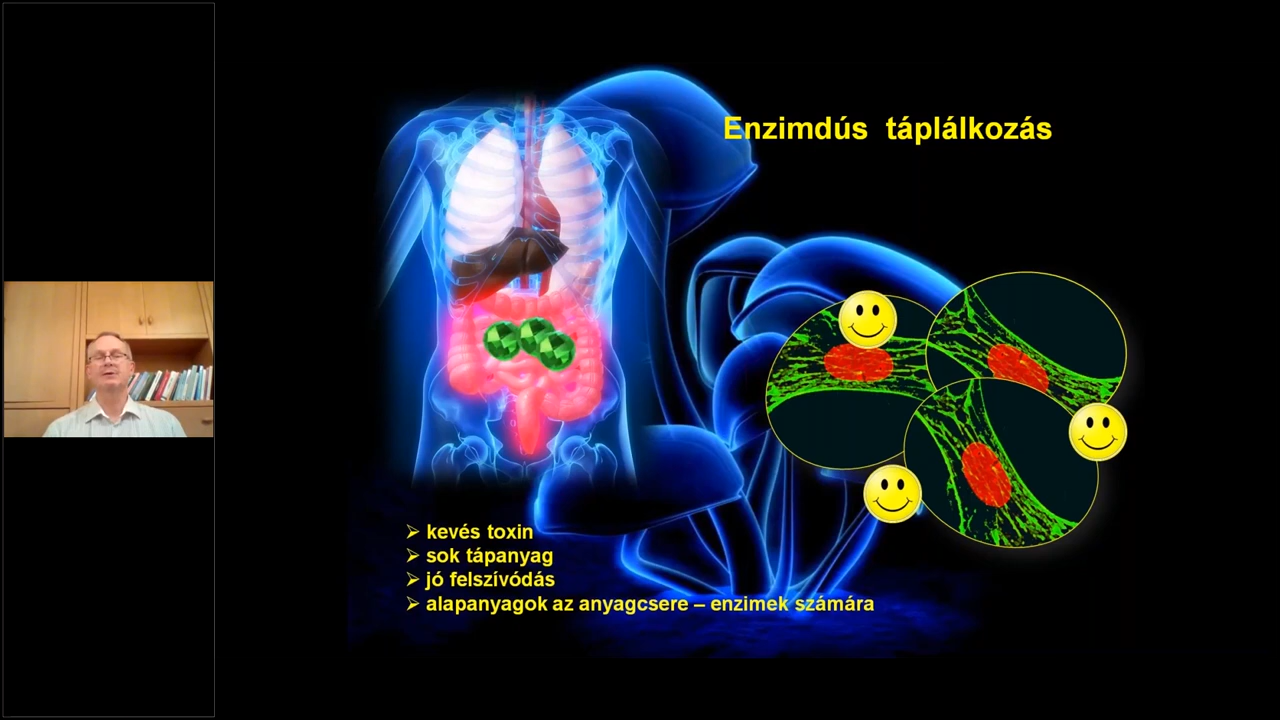 Enzimdús táplálkozás
kevés toxin
sok tápanyag
jó felszívódás
alapanyagok az anyagcsere – enzimek számára